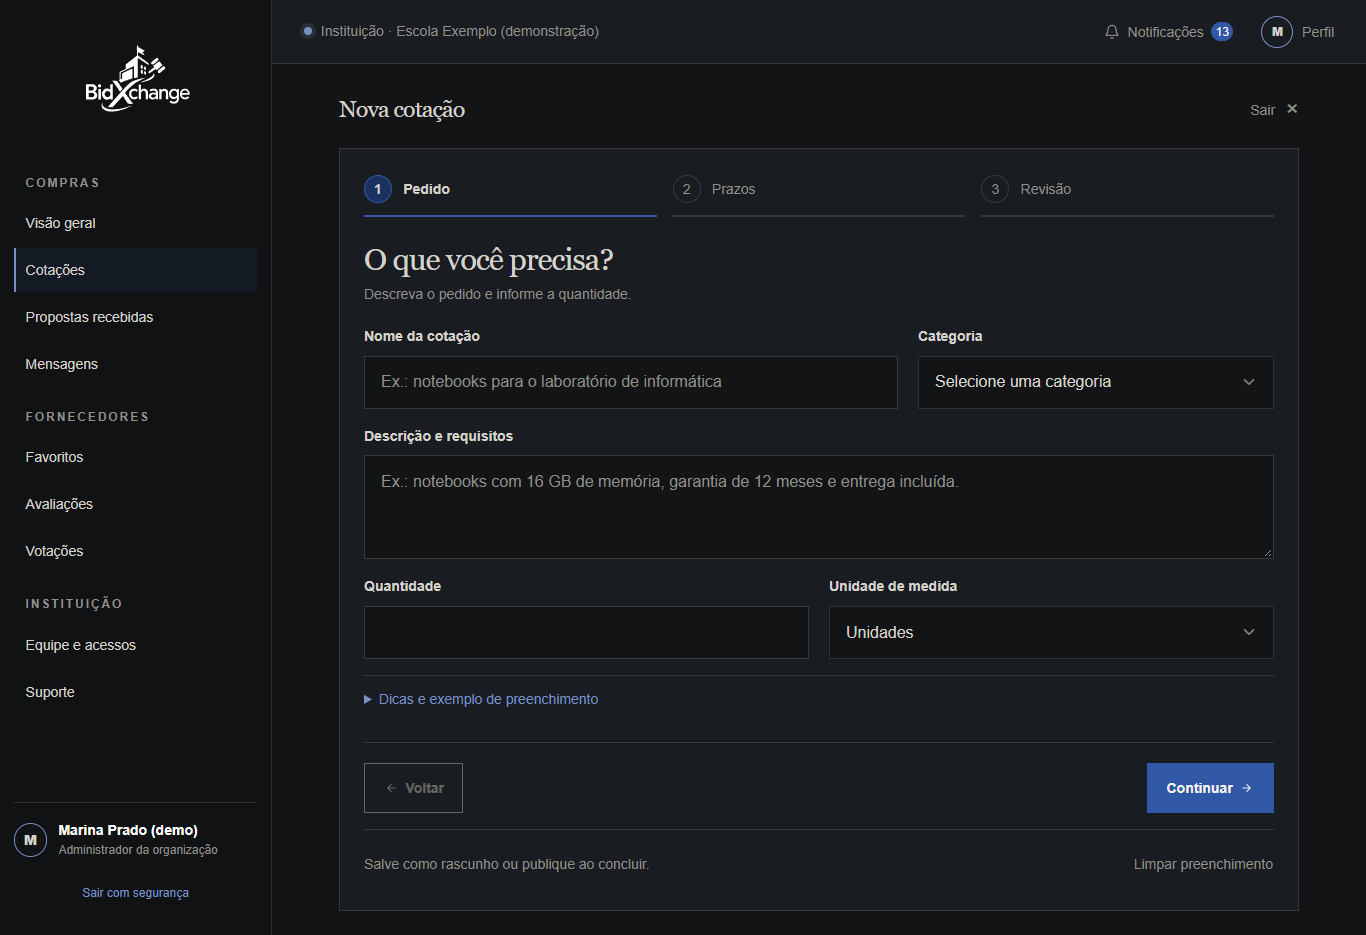 Instituição · Escola Exemplo (demonstração)
Notificações 13
M Perfil
BidXchange
COMPRAS
Visão geral
Cotações
Propostas recebidas
Mensagens
FORNECEDORES
Favoritos
Avaliações
Votações
INSTITUIÇÃO
Equipe e acessos
Suporte
M
Marina Prado (demo)
Administrador da organização
Sair com segurança
Nova cotação
Sair ×
1 Pedido
2 Prazos
3 Revisão
O que você precisa?
Descreva o pedido e informe a quantidade.
Nome da cotação
Ex.: notebooks para o laboratório de informática
Categoria
Selecione uma categoria
Descrição e requisitos
Ex.: notebooks com 16 GB de memória, garantia de 12 meses e entrega incluída.
Quantidade
Unidade de medida
Unidades
▶ Dicas e exemplo de preenchimento
← Voltar
Continuar →
Salve como rascunho ou publique ao concluir.
Limpar preenchimento